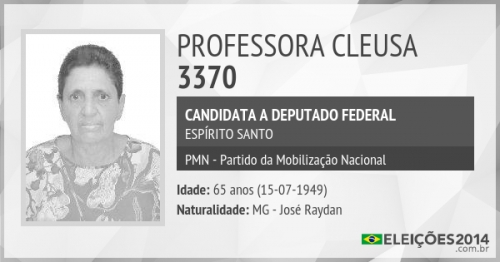 PROFESSORA CLEUSA
3370
CANDIDATA A DEPUTADO FEDERAL
ESPÍRITO SANTO
PMN - Partido da Mobilização Nacional
Idade: 65 anos (15-07-1949)
Naturalidade: MG - José Raydan
ELEIÇÕES2014
.com.br